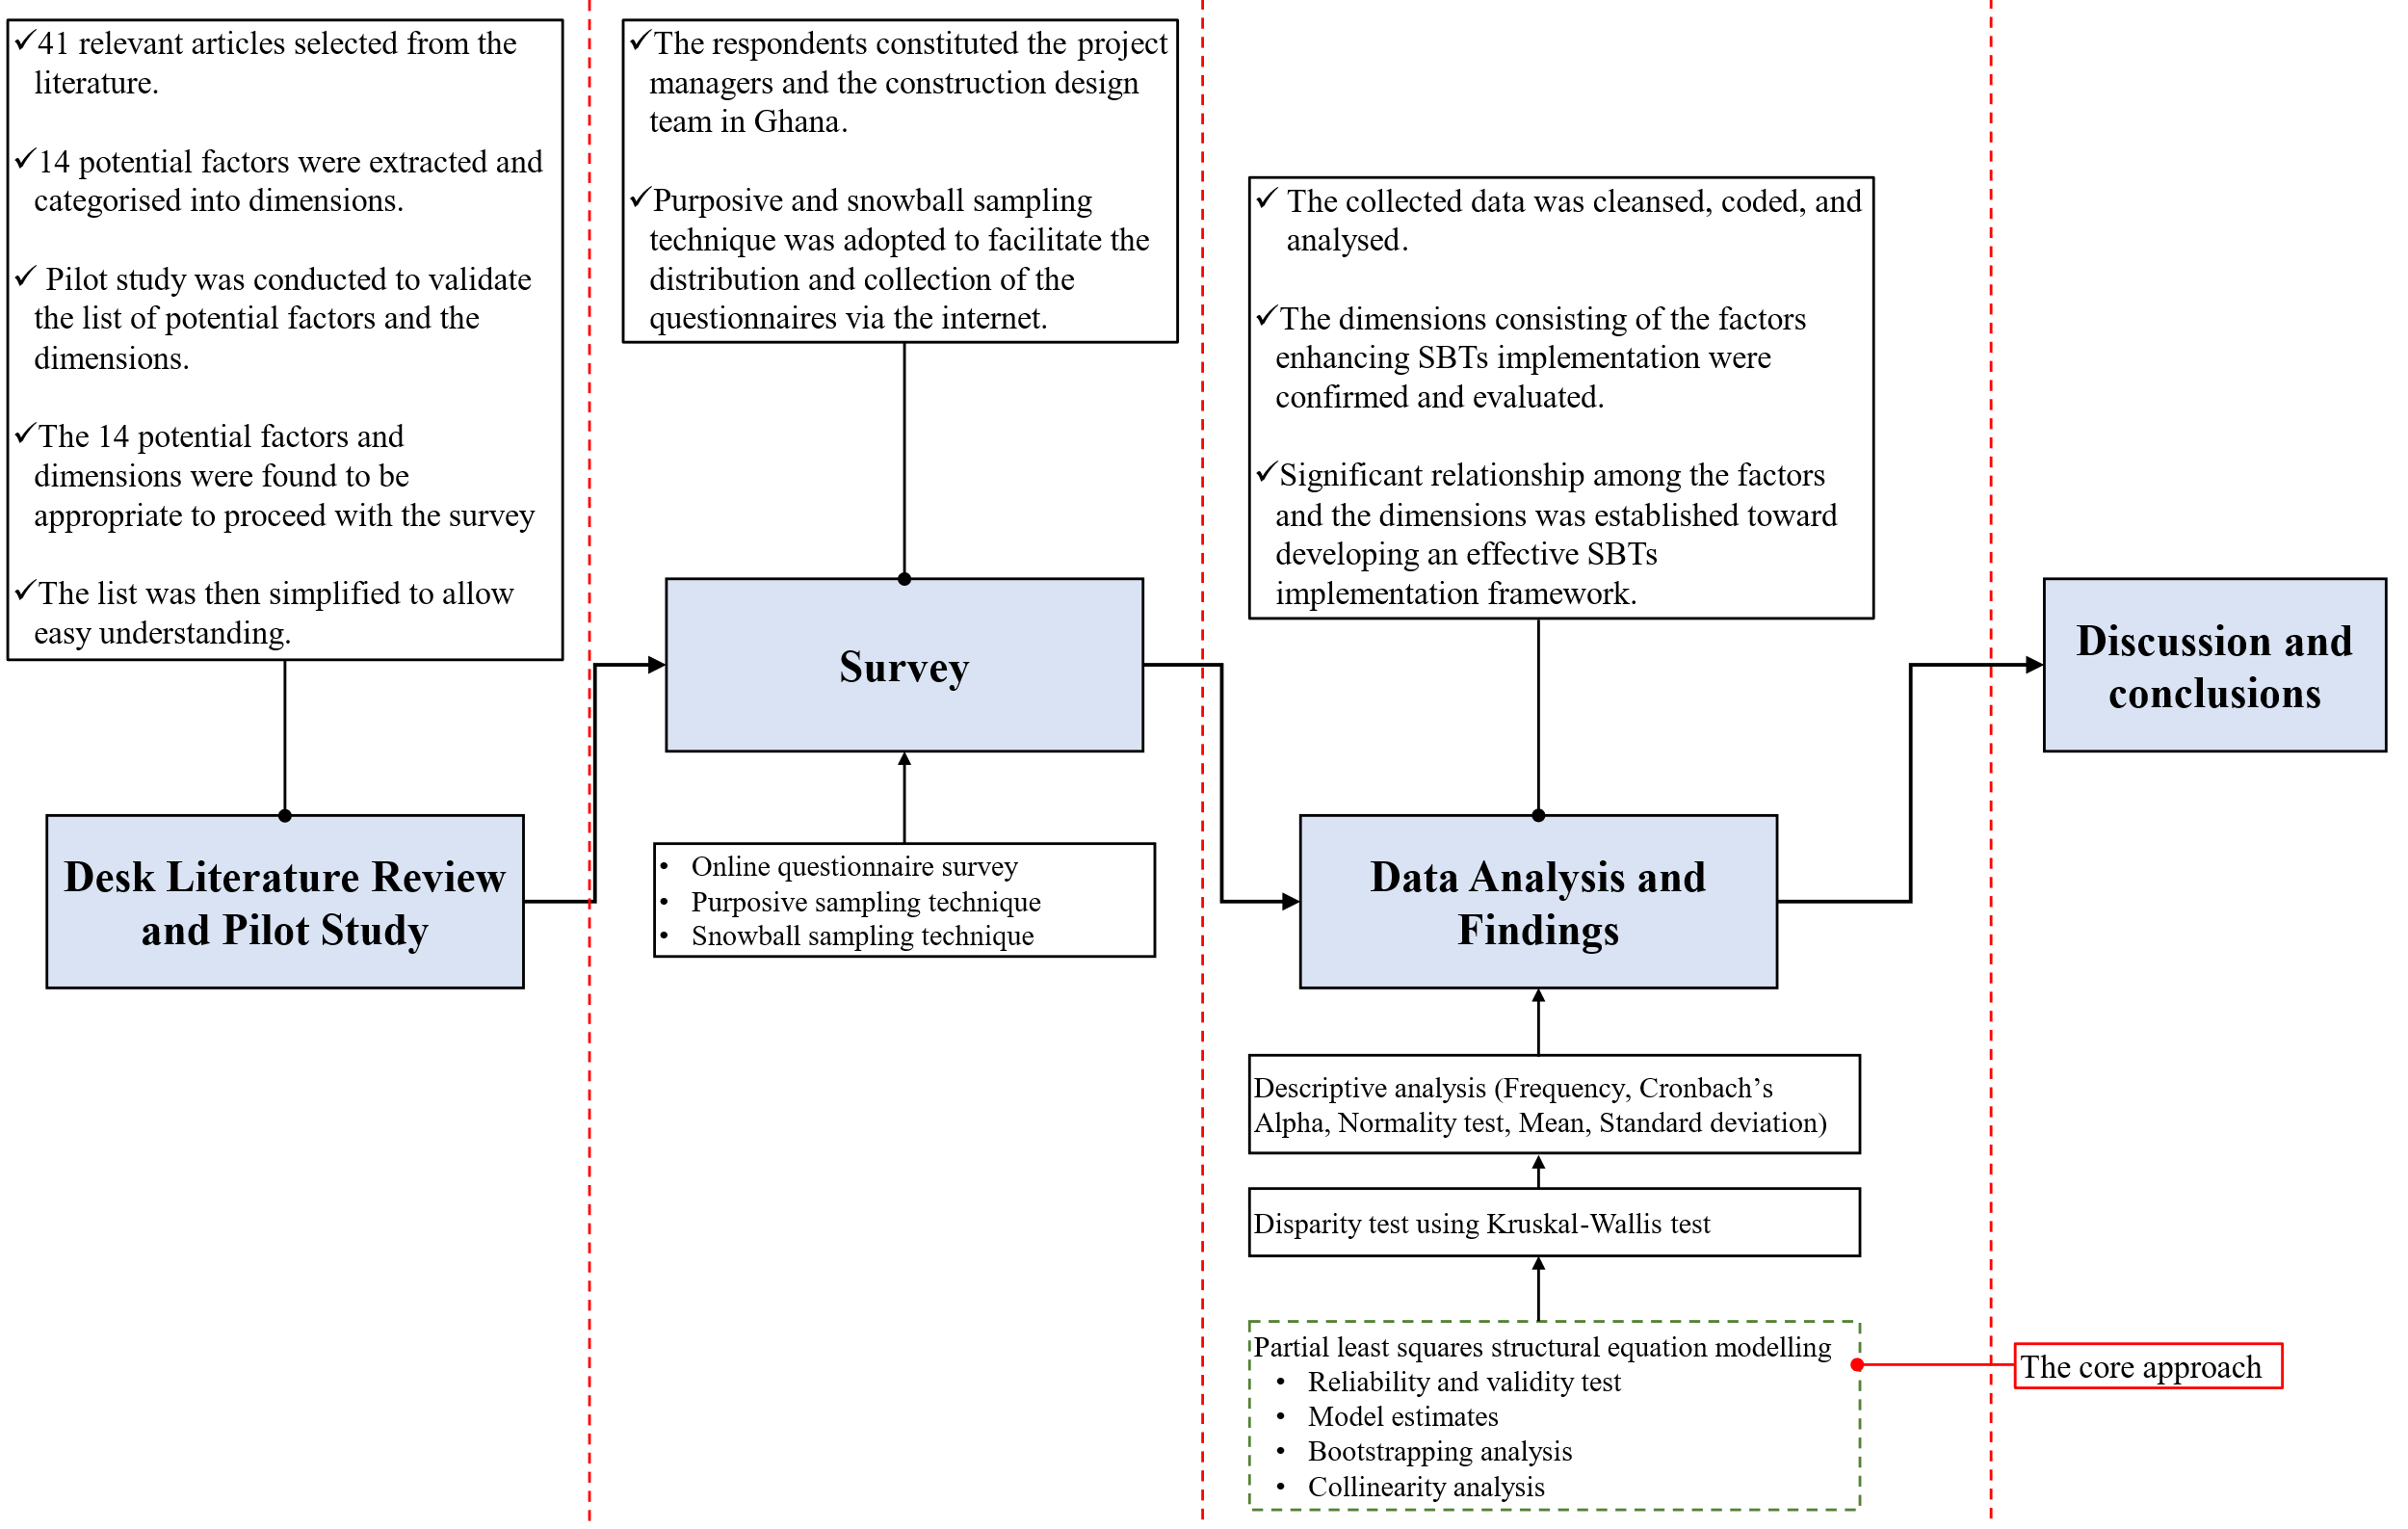 ✓41 relevant articles selected from the
literature.
✓14 potential factors were extracted and
categorised into dimensions.
✓ Pilot study was conducted to validate
the list of potential factors and the
dimensions.
✓The 14 potential factors and
dimensions were found to be
appropriate to proceed with the survey
✓The list was then simplified to allow
easy understanding.
Desk Literature Review
and Pilot Study
✓The respondents constituted the project
managers and the construction design
team in Ghana.
✓Purposive and snowball sampling
technique was adopted to facilitate the
distribution and collection of the
questionnaires via the internet.
Survey
• Online questionnaire survey
• Purposive sampling technique
• Snowball sampling technique
✓ The collected data was cleansed, coded, and
analysed.
✓The dimensions consisting of the factors
enhancing SBTs implementation were
confirmed and evaluated.
✓Significant relationship among the factors
and the dimensions was established toward
developing an effective SBTs
implementation framework.
Data Analysis and
Findings
Descriptive analysis (Frequency, Cronbach’s
Alpha, Normality test, Mean, Standard deviation)
Disparity test using Kruskal-Wallis test
Partial least squares structural equation modelling
• Reliability and validity test
• Model estimates
• Bootstrapping analysis
• Collinearity analysis
The core approach
Discussion and
conclusions